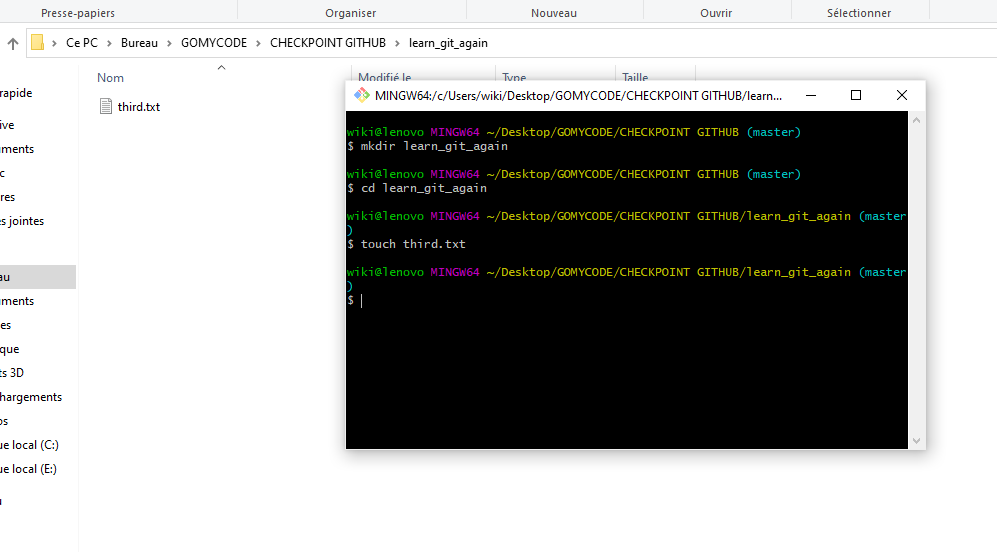 Presse-papiers Organiser Nouveau Ouvrir Sélectionner
Ce PC > Bureau > GOMYCODE > CHECKPOINT GITHUB > learn_git_again
Nom Modifié le Type Taille
third.txt
rapide
ive
uments
c
res
es jointes
au
uments
es
que
ts 3D
hargements
os
ue local (C:)
ue local (E:)
MINGW64:/c/Users/wiki/Desktop/GOMYCODE/CHECKPOINT GITHUB/learn...
wiki@lenovo MINGW64 ~/Desktop/GOMYCODE/CHECKPOINT GITHUB (master)
$ mkdir learn_git_again
wiki@lenovo MINGW64 ~/Desktop/GOMYCODE/CHECKPOINT GITHUB (master)
$ cd learn_git_again
wiki@lenovo MINGW64 ~/Desktop/GOMYCODE/CHECKPOINT GITHUB/learn_git_again (master
)
$ touch third.txt
wiki@lenovo MINGW64 ~/Desktop/GOMYCODE/CHECKPOINT GITHUB/learn_git_again (master
)
$